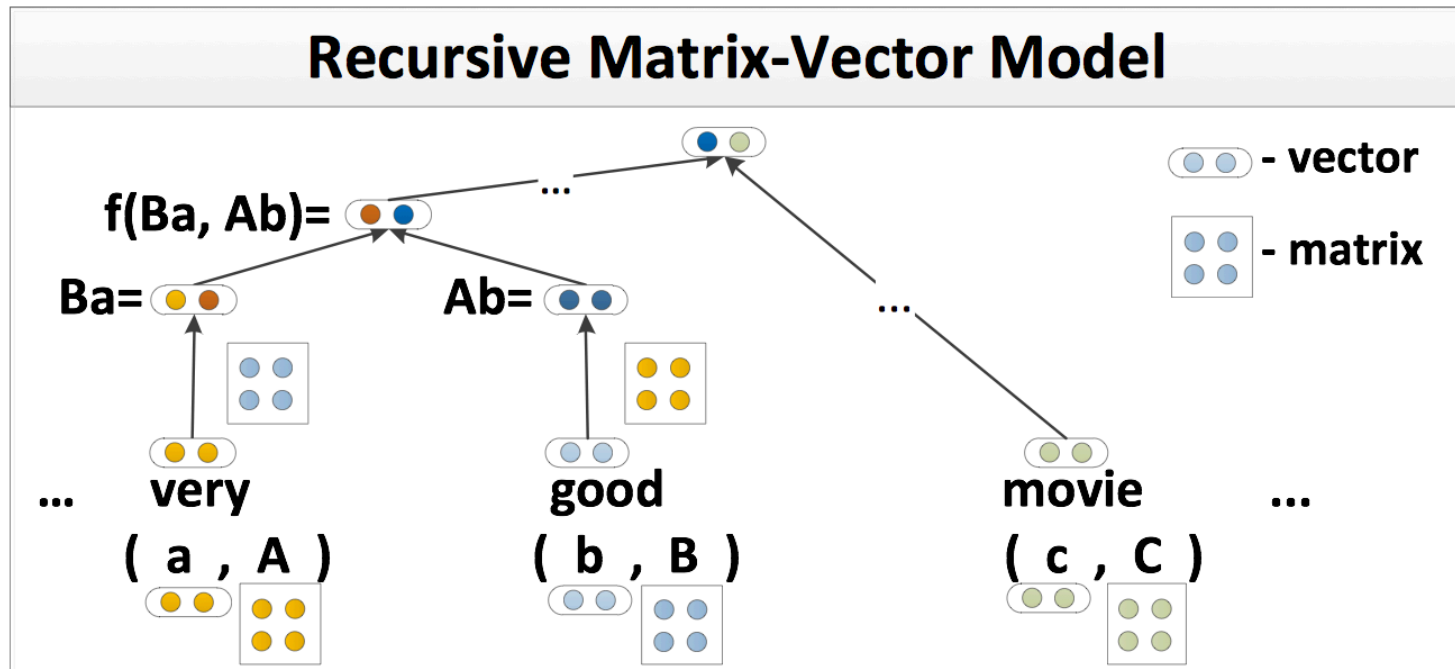 Recursive Matrix-Vector Model
... - vector
f(Ba, Ab)=
- matrix
Ba= Ab= ...
... very good movie ...
( a , A ) ( b , B ) ( c , C )